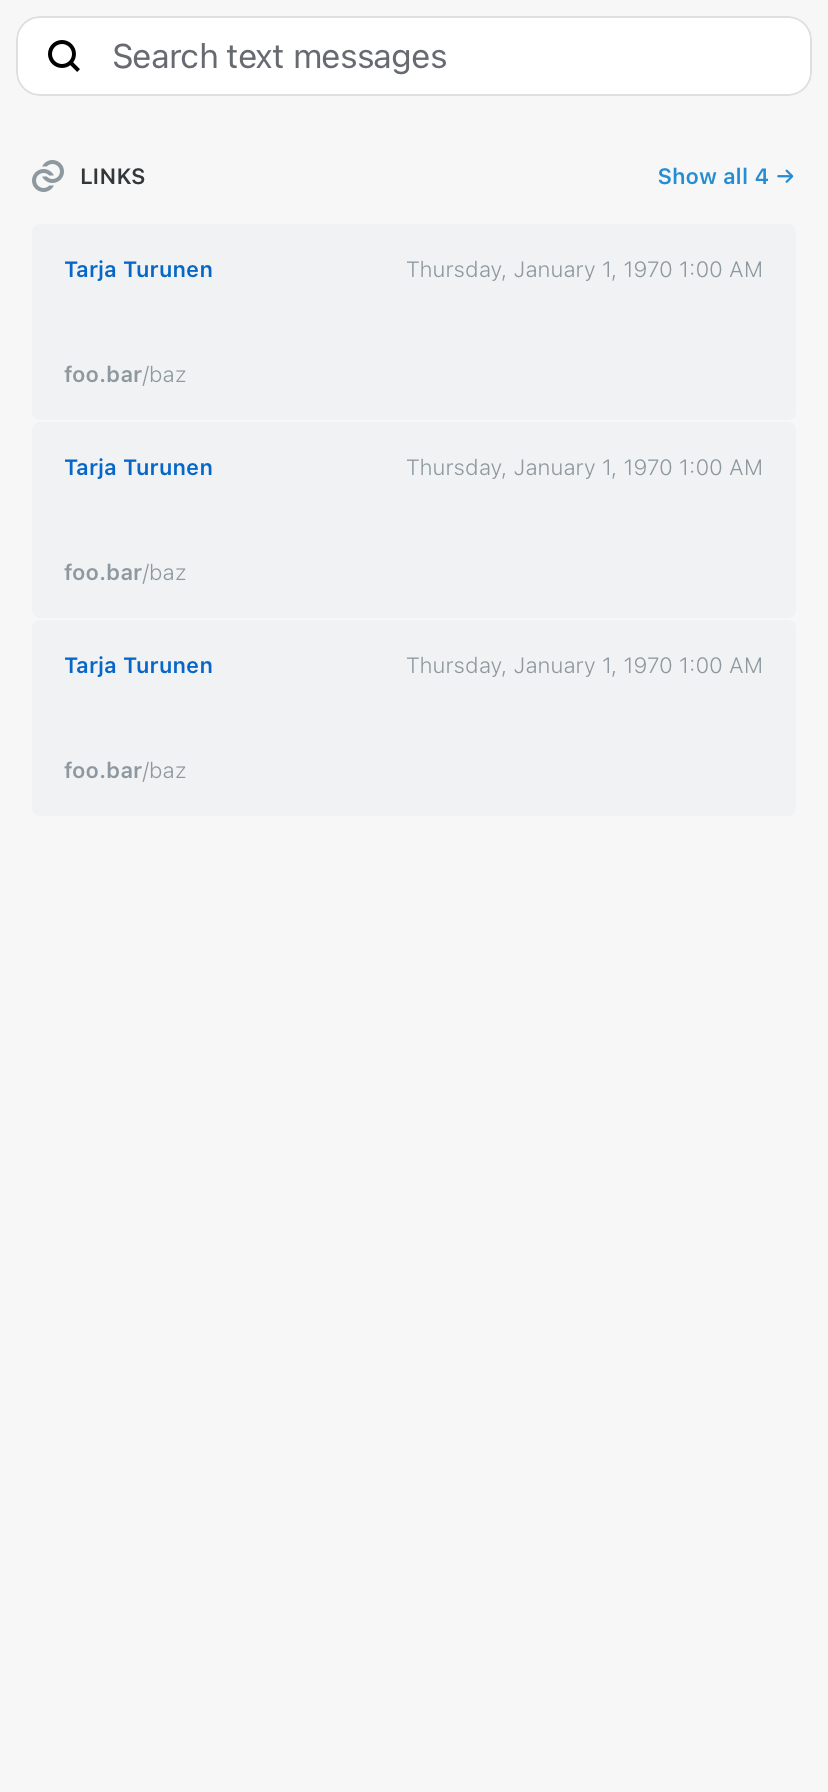 Search text messages
LINKS
Show all 4 →
Tarja Turunen
Thursday, January 1, 1970 1:00 AM
foo.bar/baz
Tarja Turunen
Thursday, January 1, 1970 1:00 AM
foo.bar/baz
Tarja Turunen
Thursday, January 1, 1970 1:00 AM
foo.bar/baz